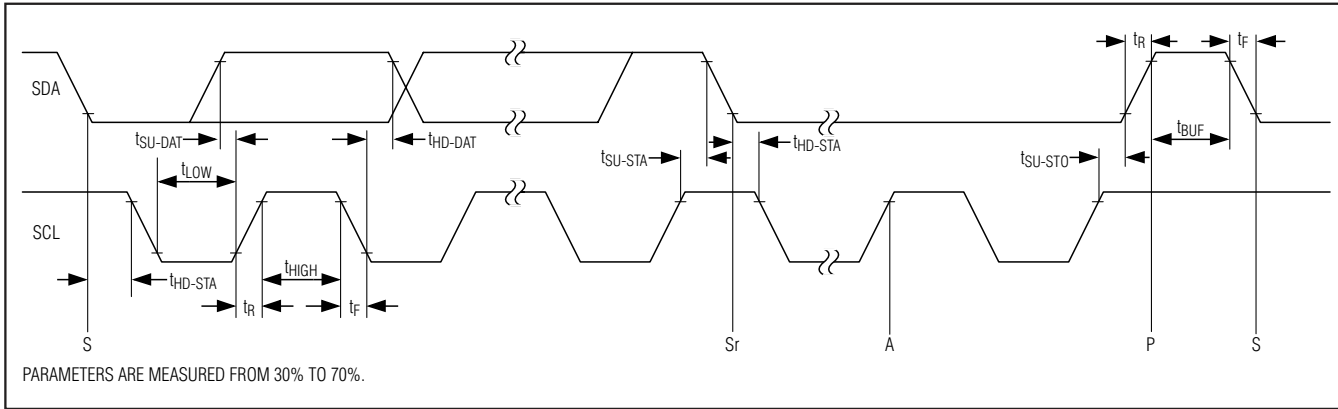 tR
tF
SDA
tSU-DAT
tHD-DAT
tBUF
tSU-STA
tHD-STA
tSU-STO
tLOW
SCL
tHIGH
tHD-STA
tR
tF
S
Sr
A
P
S
PARAMETERS ARE MEASURED FROM 30% TO 70%.